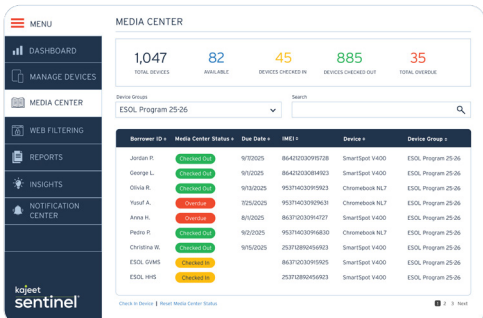 MENU
DASHBOARD
MANAGE DEVICES
MEDIA CENTER
WEB FILTERING
REPORTS
INSIGHTS
NOTIFICATION
CENTER
kajeet
sentinel
MEDIA CENTER
1,047 82 45 885 35
TOTAL DEVICES AVAILABLE DEVICES CHECKED IN DEVICES CHECKED OUT TOTAL OVERDUE
Device Groups Search
ESOL Program 25-26
Borrower ID Media Center Status Due Date IMEI Device Device Group
Jordan P. Checked Out 9/7/2025 864212030915728 SmartSpot V400 ESOL Program 25-26
George L. Checked Out 9/1/2025 864212030814923 SmartSpot V400 ESOL Program 25-26
Olivia R. Checked Out 9/13/2025 953714030915923 Chromebook NL7 ESOL Program 25-26
Yusuf A. Overdue 7/25/2025 953714030929631 Chromebook NL7 ESOL Program 25-26
Anna H. Overdue 8/1/2025 863712030914727 SmartSpot V400 ESOL Program 25-26
Pedro P. Checked Out 9/2/2025 953714030916830 Chromebook NL7 ESOL Program 25-26
Christina W. Checked Out 9/15/2025 253712892456923 SmartSpot V400 ESOL Program 25-26
ESOL GVMS Checked In 863712030915925 SmartSpot V400 ESOL Program 25-26
ESOL HHS Checked In 253712892456923 SmartSpot V400 ESOL Program 25-26
Check in Device | Reset Media Center Status 1 2 3 Next